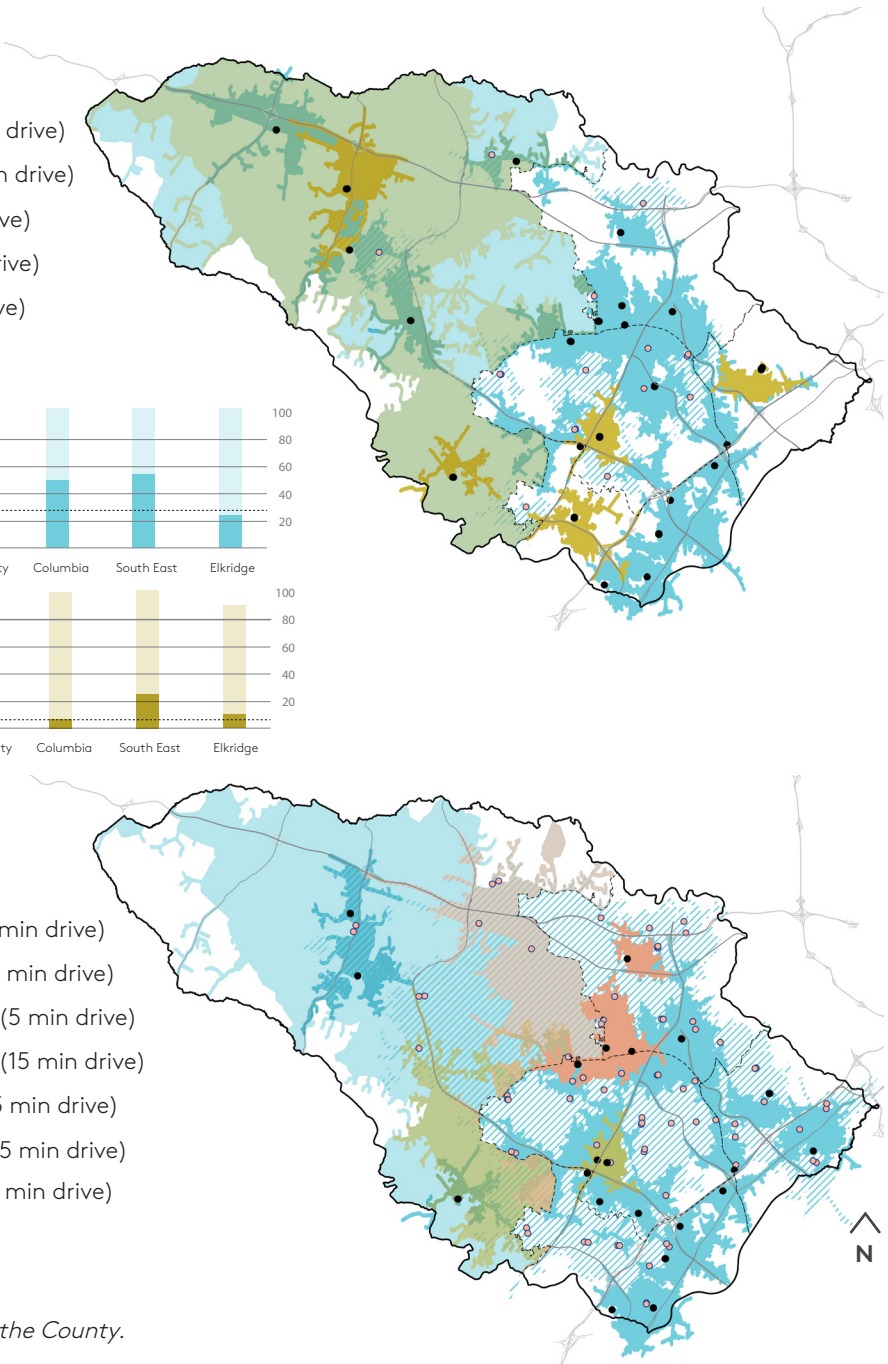 drive)
n drive)
ve)
rive)
ve)
100
80
60
40
20
ty Columbia South East Elkridge
100
80
60
40
20
ty Columbia South East Elkridge
min drive)
min drive)
(5 min drive)
(15 min drive)
5 min drive)
5 min drive)
min drive)
N
the County.